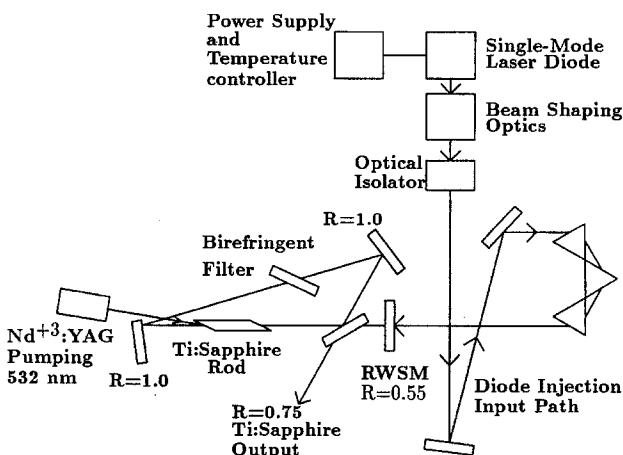 Power Supply
and
Temperature
controller
Single-Mode
Laser Diode
Beam Shaping
Optics
Optical
Isolator
R=1.0
Birefringent
Filter
Nd+3:YAG
Pumping
532 nm
R=1.0
Ti:Sapphire
Rod
RWSM
R=0.55
Diode Injection
Input Path
R=0.75
Ti:Sapphire
Output